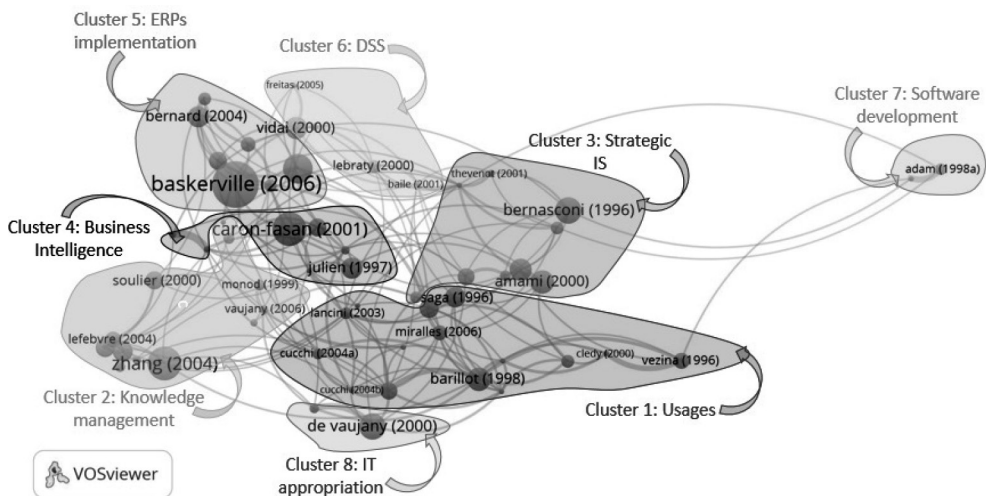 Cluster 5: ERPs
implementation
Cluster 6: DSS
freitas (2005)
Cluster 7: Software
development
bernard (2004)
vidal (2000)
Cluster 3: Strategic
IS
lebraty (2000)
thevenot (2001)
adam (1998a)
baskerville (2006)
baile (2001)
bernasconi (1996)
Cluster 4: Business
Intelligence
caron-fasan (2001)
julien (1997)
soulier (2000)
monod (1999)
amami (2000)
saga (1996)
vaujany (2006)
lancini (2003)
miralles (2006)
lefebvre (2004)
zhang (2004)
cucchi (2004a)
cledy (2000)
vezina (1996)
barillot (1998)
cucchi (2004b)
Cluster 2: Knowledge
management
Cluster 1: Usages
de vaujany (2000)
Cluster 8: IT
appropriation
VOSviewer